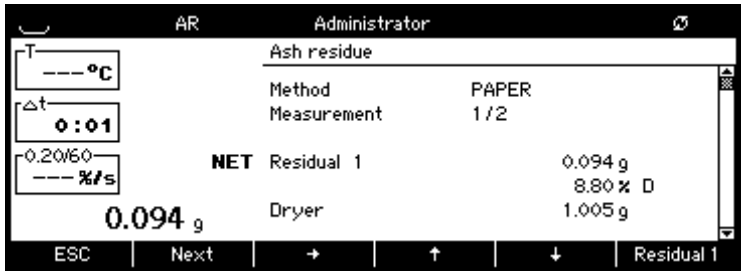 AR Administrator
Ash residue
T
---°C
Method PAPER
Measurement 1/2
Δt
0:01
0.20/60
---%/s
NET Residual 1 0.094 g
8.80 % D
0.094 g
Dryer 1.005 g
ESC Next → ↑ ↓ Residual 1